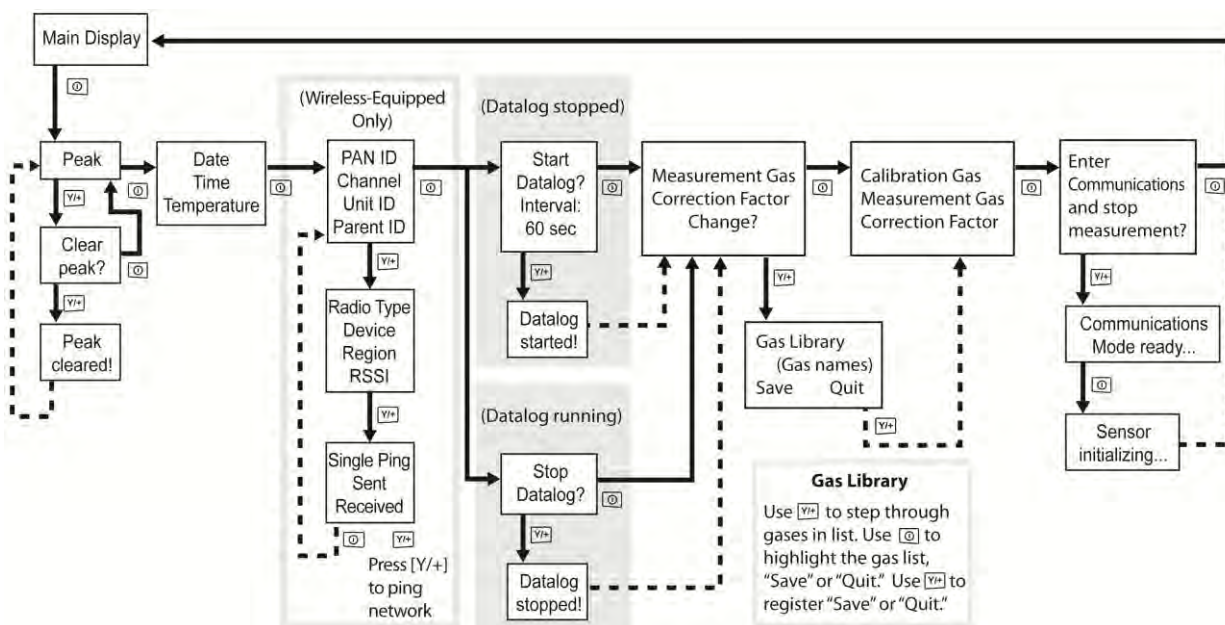 Main Display
Peak
Y/+
Clear
peak?
Y/+
Peak
cleared!
Date
Time
Temperature
(Wireless-Equipped
Only)
PAN ID
Channel
Unit ID
Parent ID
Y/+
Radio Type
Device
Region
RSSI
Y/+
Single Ping
Sent
Received
Y/+
Press [Y/+]
to ping
network
(Datalog stopped)
Start
Datalog?
Interval:
60 sec
Y/+
Datalog
started!
(Datalog running)
Stop
Datalog?
Y/+
Datalog
stopped!
Measurement Gas
Correction Factor
Change?
Y/+
Gas Library
(Gas names)
Save Quit
Y/+
Calibration Gas
Measurement Gas
Correction Factor
Enter
Communications
and stop
measurement?
Y/+
Communications
Mode ready...
Sensor
initializing...
Gas Library
Use Y/+ to step through
gases in list. Use to
highlight the gas list,
“Save” or “Quit.” Use Y/+ to
register “Save” or “Quit.”